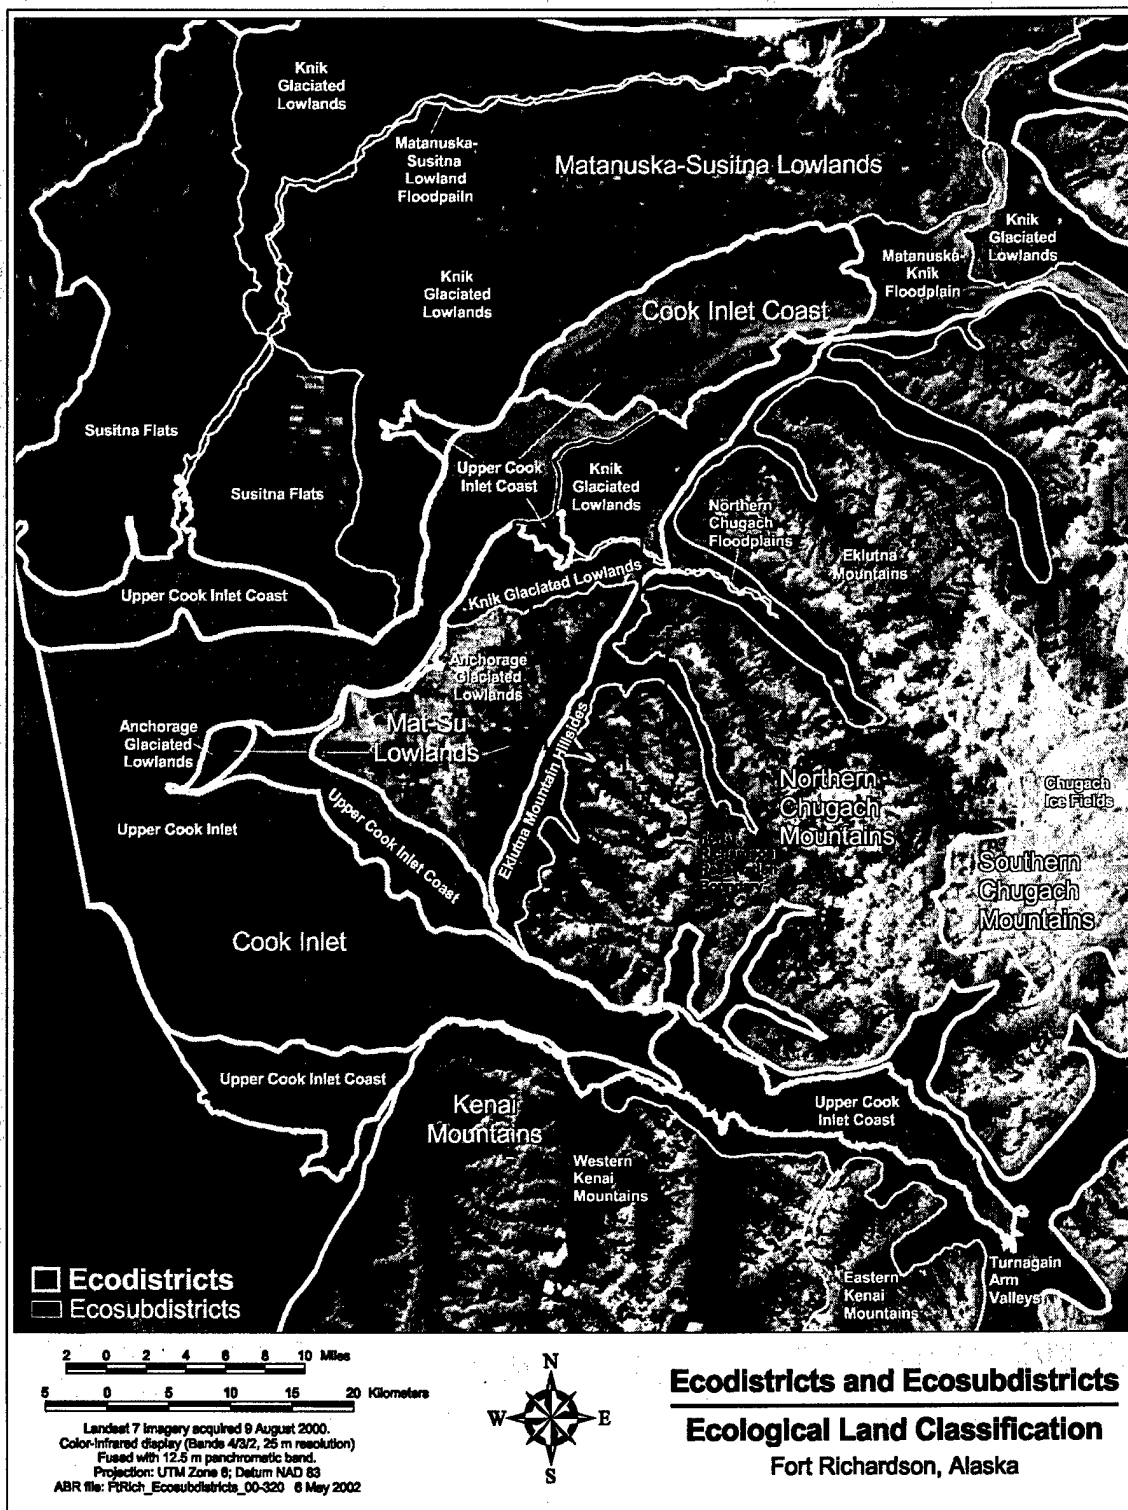 Knik
Glaciated
Lowlands
Matanuska-
Susitna
Lowland
Floodpailn
Matanuska-Susitna Lowlands
Knik
Glaciated
Lowlands
Matanuska-
Knik
Floodplain
Knik
Glaciated
Lowlands
Cook Inlet Coast
Susitna Flats
Susitna Flats
Upper Cook
Inlet Coast
Knik
Glaciated
Lowlands
Northern
Chugach
Floodplains
Eklutna
Mountains
Upper Cook Inlet Coast
Knik Glaciated Lowlands
Anchorage
Glaciated
Lowlands
Anchorage
Glaciated
Lowlands
Mat-Su
Lowlands
Eklutna Mountain Hillsides
Northern
Chugach
Mountains
Chugach
Ice Fields
Upper Cook Inlet
Upper Cook Inlet Coast
Southern
Chugach
Mountains
Cook Inlet
Upper Cook Inlet Coast
Kenai
Mountains
Upper Cook
Inlet Coast
Western
Kenai
Mountains
Eastern
Kenai
Mountains
Turnagain
Arm
Valleys
Ecodistricts
Ecosubdistricts
2 0 2 4 6 8 10 Miles
5 0 5 10 15 20 Kilometers
Landsat 7 imagery acquired 9 August 2000.
Color-infrared display (Bands 4/3/2, 25 m resolution)
Fused with 12.5 m panchromatic band.
Projection: UTM Zone 6; Datum NAD 83
ABR file: FtRich_Ecosubdistricts_00-320 6 May 2002
N
W E
S
Ecodistricts and Ecosubdistricts
Ecological Land Classification
Fort Richardson, Alaska